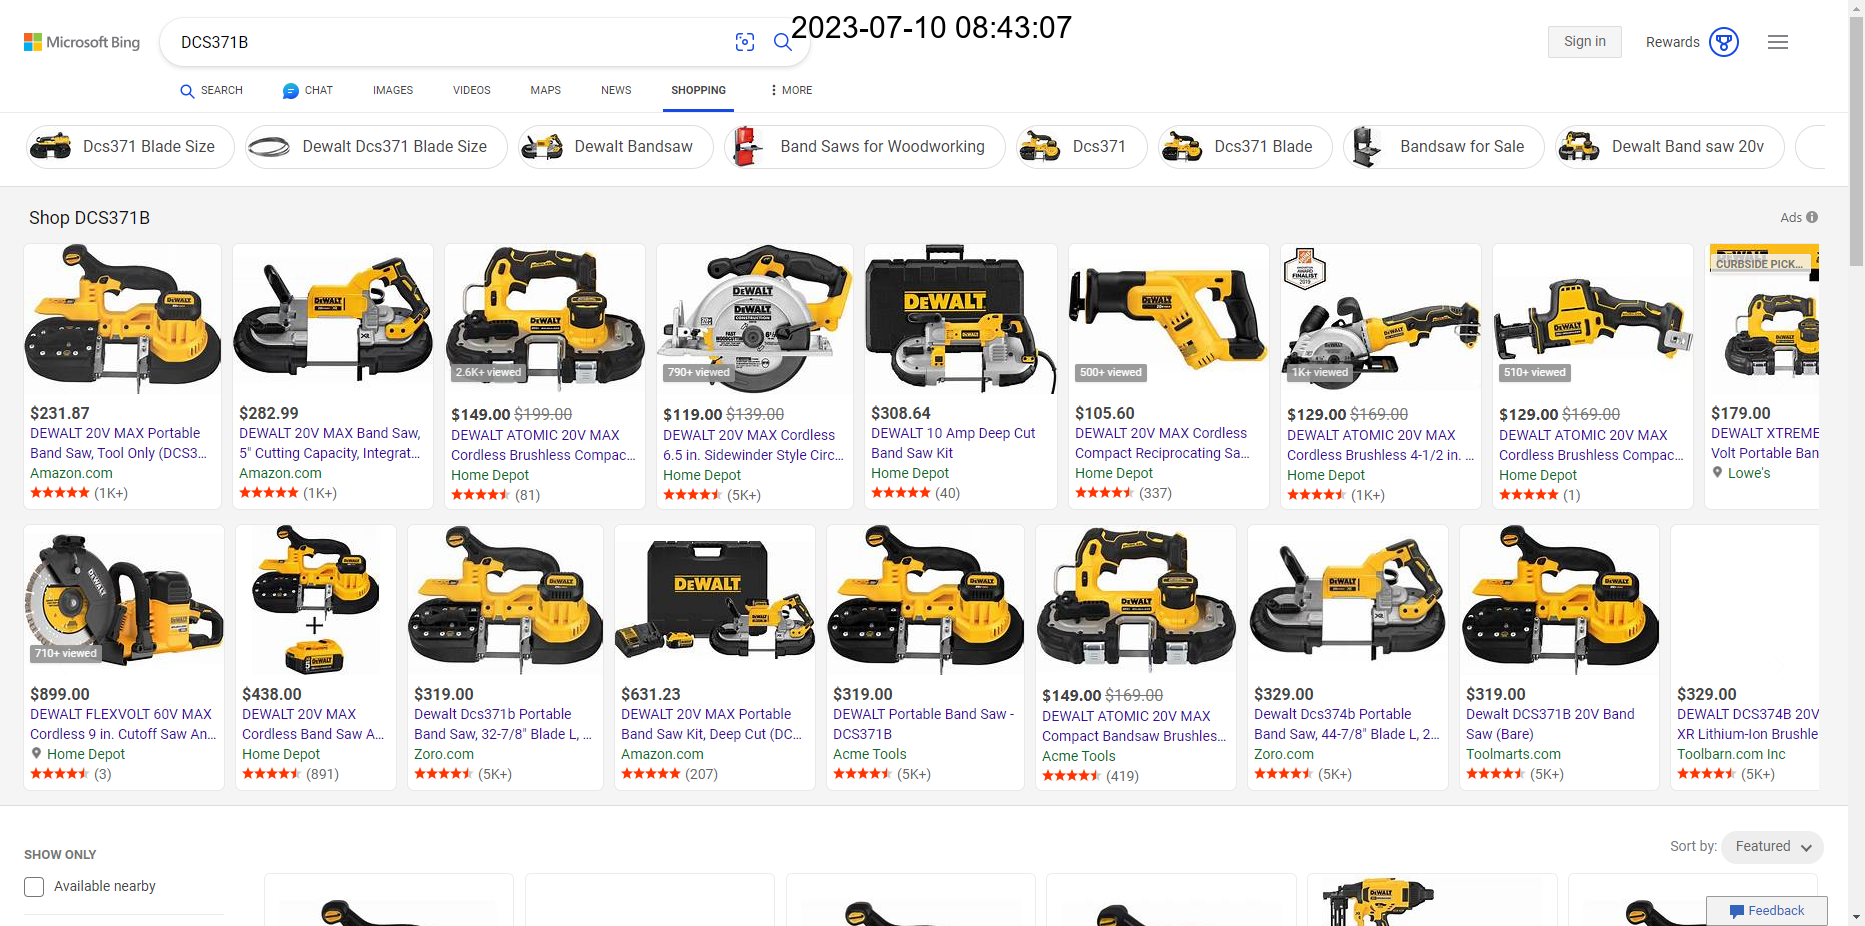 Microsoft Bing
DCS371B
2023-07-10 08:43:07
Sign in
Rewards
SEARCH
CHAT
IMAGES
VIDEOS
MAPS
NEWS
SHOPPING
MORE
Dcs371 Blade Size
Dewalt Dcs371 Blade Size
Dewalt Bandsaw
Band Saws for Woodworking
Dcs371
Dcs371 Blade
Bandsaw for Sale
Dewalt Band saw 20v
Shop DCS371B
Ads
$231.87
DEWALT 20V MAX Portable
Band Saw, Tool Only (DCS3...
Amazon.com
(1K+)
$282.99
DEWALT 20V MAX Band Saw,
5" Cutting Capacity, Integrat...
Amazon.com
(1K+)
2.6K+ viewed
$149.00 $199.00
DEWALT ATOMIC 20V MAX
Cordless Brushless Compac...
Home Depot
(81)
790+ viewed
$119.00 $139.00
DEWALT 20V MAX Cordless
6.5 in. Sidewinder Style Circ...
Home Depot
(5K+)
DEWALT
$308.64
DEWALT 10 Amp Deep Cut
Band Saw Kit
Home Depot
(40)
500+ viewed
$105.60
DEWALT 20V MAX Cordless
Compact Reciprocating Sa...
Home Depot
(337)
1K+ viewed
$129.00 $169.00
DEWALT ATOMIC 20V MAX
Cordless Brushless 4-1/2 in. ...
Home Depot
(1K+)
510+ viewed
$129.00 $169.00
DEWALT ATOMIC 20V MAX
Cordless Brushless Compac...
Home Depot
(1)
CURBSIDE PICK...
$179.00
DEWALT XTREME
Volt Portable Ban
Lowe's
710+ viewed
$899.00
DEWALT FLEXVOLT 60V MAX
Cordless 9 in. Cutoff Saw An...
Home Depot
(3)
$438.00
DEWALT 20V MAX
Cordless Band Saw A...
Home Depot
(891)
$319.00
Dewalt Dcs371b Portable
Band Saw, 32-7/8" Blade L, ...
Zoro.com
(5K+)
DEWALT
$631.23
DEWALT 20V MAX Portable
Band Saw Kit, Deep Cut (DC...
Amazon.com
(207)
$319.00
DEWALT Portable Band Saw -
DCS371B
Acme Tools
(5K+)
$149.00 $169.00
DEWALT ATOMIC 20V MAX
Compact Bandsaw Brushles...
Acme Tools
(419)
$329.00
Dewalt Dcs374b Portable
Band Saw, 44-7/8" Blade L, 2...
Zoro.com
(5K+)
$319.00
Dewalt DCS371B 20V Band
Saw (Bare)
Toolmarts.com
(5K+)
$329.00
DEWALT DCS374B 20V
XR Lithium-Ion Brushle
Toolbarn.com Inc
(5K+)
SHOW ONLY
Available nearby
Sort by:
Featured
Feedback